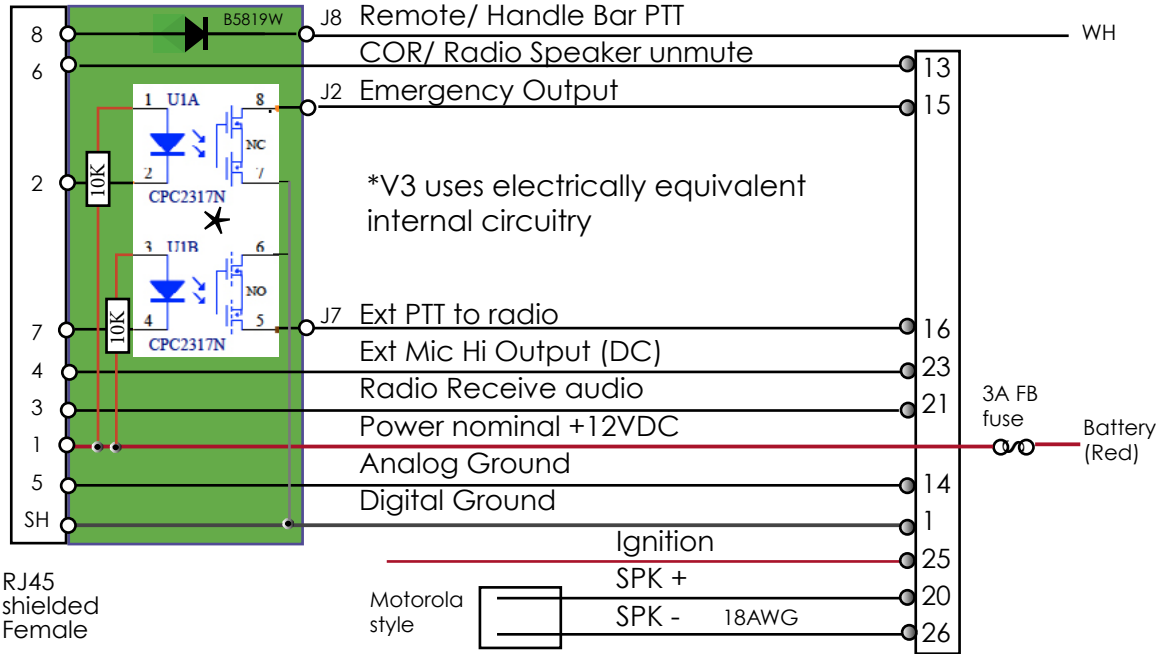 8
B5819W
J8 Remote/ Handle Bar PTT
WH
6
COR/ Radio Speaker unmute
13
1 U1A 8
J2 Emergency Output
15
NC
2
10K
2 7
CPC2317N
*V3 uses electrically equivalent
internal circuitry
3 U1B 6
NO
7
10K
4 5
CPC2317N
J7 Ext PTT to radio
16
4
Ext Mic Hi Output (DC)
23
3
Radio Receive audio
21
1
Power nominal +12VDC
3A FB
fuse
Battery
(Red)
5
Analog Ground
14
SH
Digital Ground
1
Ignition
25
RJ45
shielded
Female
Motorola
style
SPK +
20
SPK - 18AWG
26